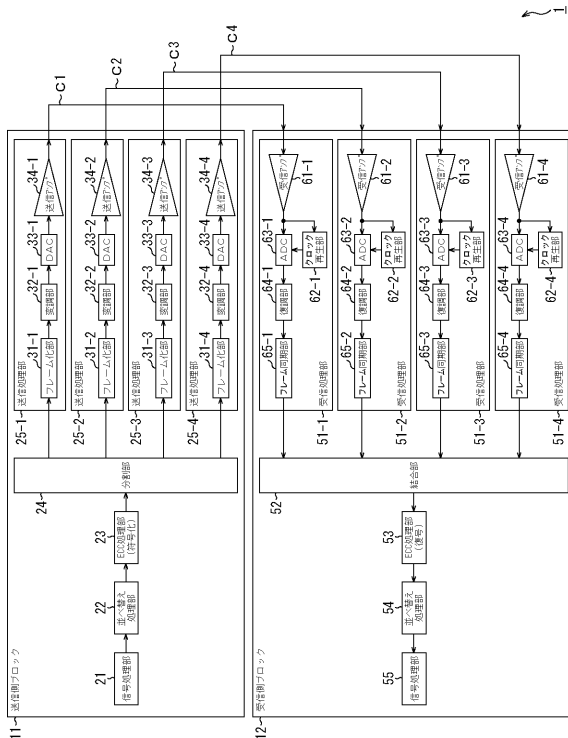 1
11
送信側ブロック
21
信号処理部
22
並べ替え
処理部
23
ECC処理部
(符号化)
24
分割部
25-1
送信処理部
31-1
フレーム化部
32-1
変調部
33-1
DAC
34-1
送信アンプ
C1
25-2
送信処理部
31-2
フレーム化部
32-2
変調部
33-2
DAC
34-2
送信アンプ
C2
25-3
送信処理部
31-3
フレーム化部
32-3
変調部
33-3
DAC
34-3
送信アンプ
C3
25-4
送信処理部
31-4
フレーム化部
32-4
変調部
33-4
DAC
34-4
送信アンプ
C4
12
受信側ブロック
51-1
受信処理部
61-1
受信アンプ
62-1
クロック
再生部
63-1
ADC
64-1
復調部
65-1
フレーム同期部
51-2
受信処理部
61-2
受信アンプ
62-2
クロック
再生部
63-2
ADC
64-2
復調部
65-2
フレーム同期部
51-3
受信処理部
61-3
受信アンプ
62-3
クロック
再生部
63-3
ADC
64-3
復調部
65-3
フレーム同期部
51-4
受信処理部
61-4
受信アンプ
62-4
クロック
再生部
63-4
ADC
64-4
復調部
65-4
フレーム同期部
52
結合部
53
ECC処理部
(復号)
54
並べ替え
処理部
55
信号処理部